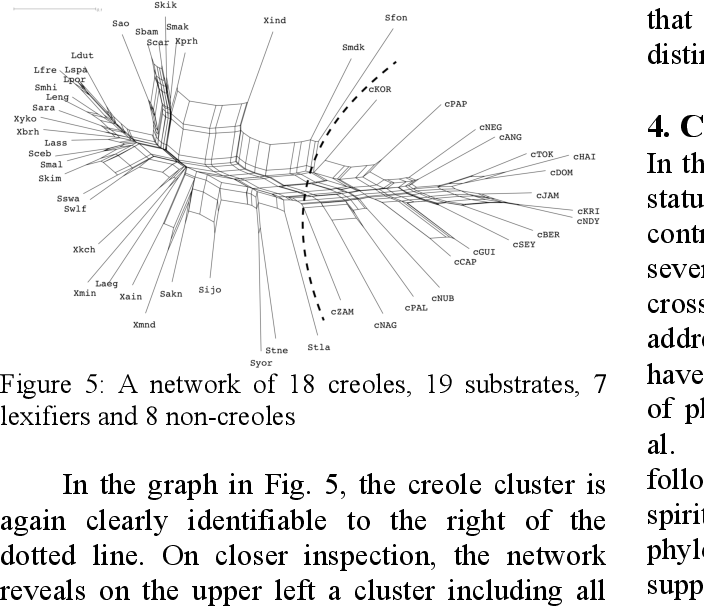 Skik
Sao
Sbam Smak
Scar Xprh
Xind
Sfon
Smdk
cKOR
Ldut
Lfre Lspa
Lpor
Smhi
Leng
Sara
Xyko
Xbrh
Lass
Sceb
Smal
Skim
Sswa
Swlf
Xkch
Xmin
Laeg
Xain
Xmnd
Sakn
Sijo
Syor
Stne
Stla
cZAM
cNAG
cPAL
cNUB
cCAP
cGUI
cSEY
cBER
cNDY
cKRI
cJAM
cDOM
cHAI
cTOK
cANG
cNEG
cPAP
Figure 5: A network of 18 creoles, 19 substrates, 7
lexifiers and 8 non-creoles
In the graph in Fig. 5, the creole cluster is
again clearly identifiable to the right of the
dotted line. On closer inspection, the network
reveals on the upper left a cluster including all
that
distin
4. C
In th
statu
contr
sever
cross
addre
have
of ph
al.
follo
spirit
phyle
supp